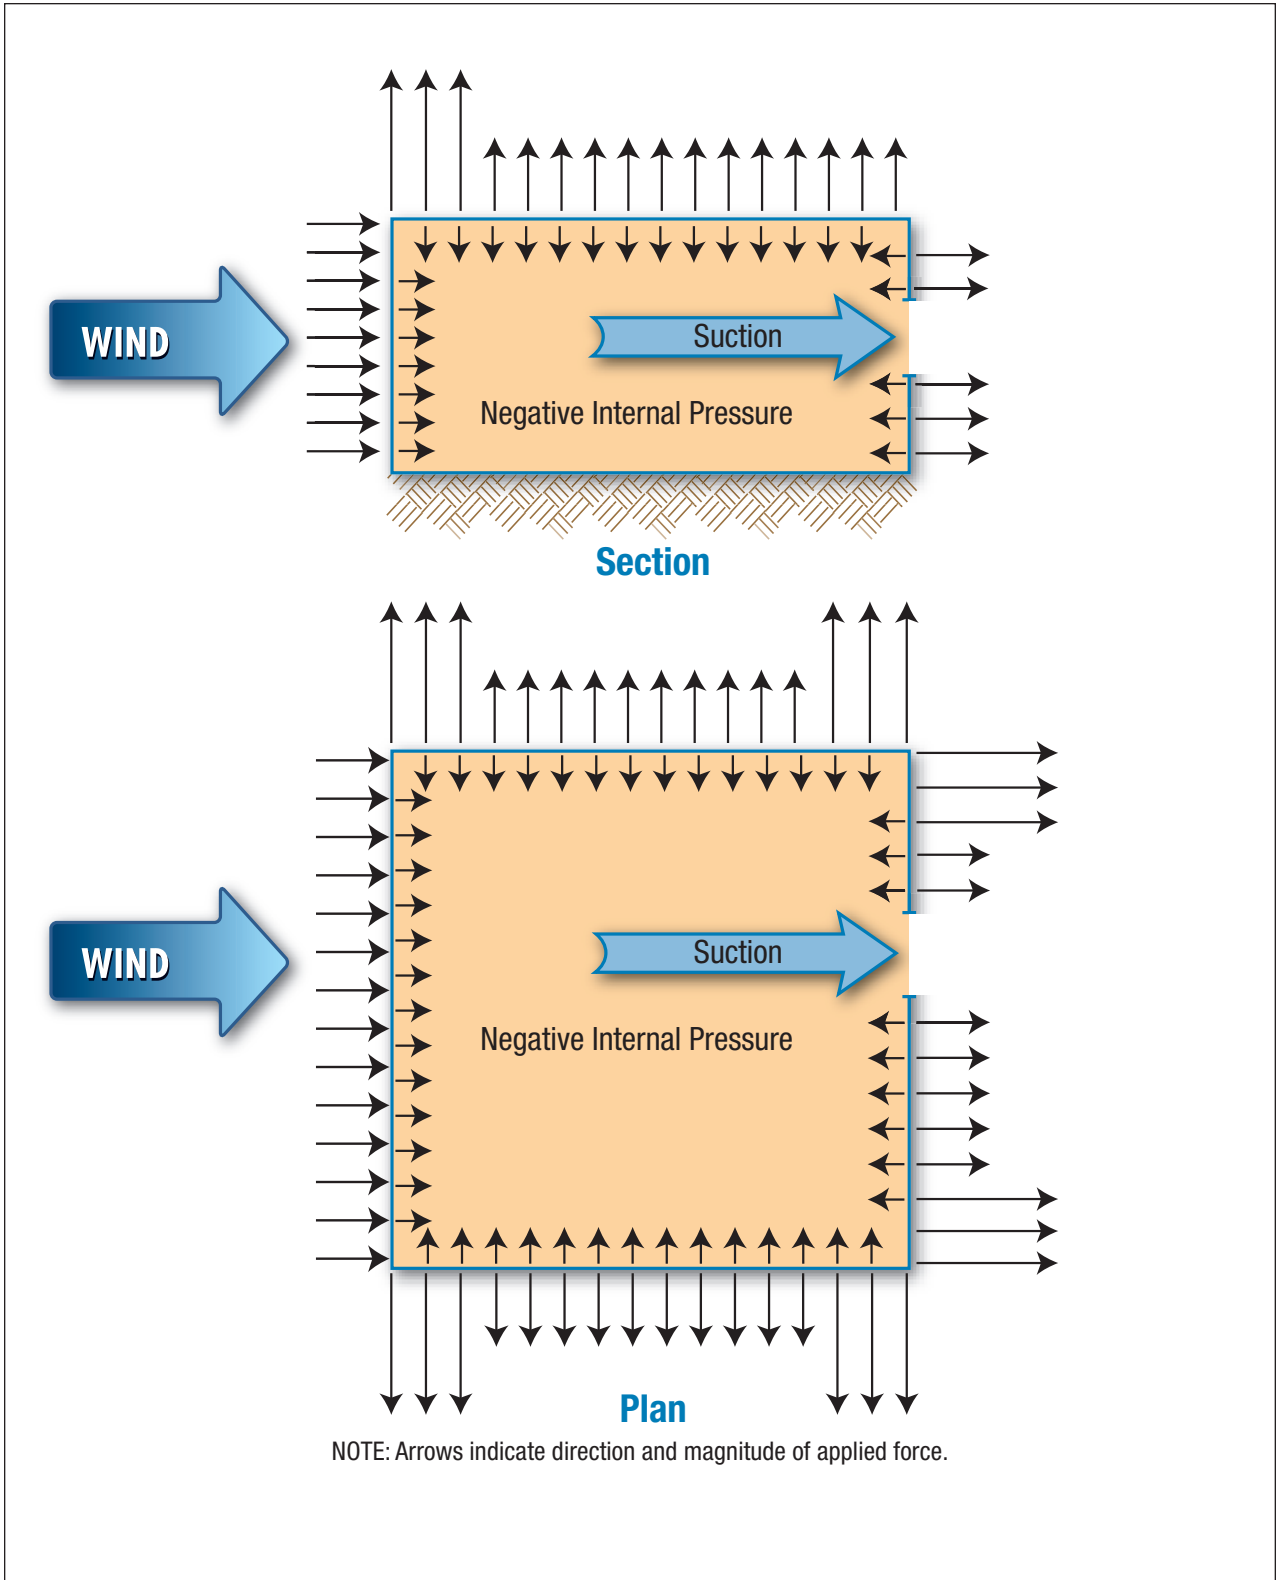 WIND
Suction
Negative Internal Pressure
Section
WIND
Suction
Negative Internal Pressure
Plan
NOTE: Arrows indicate direction and magnitude of applied force.